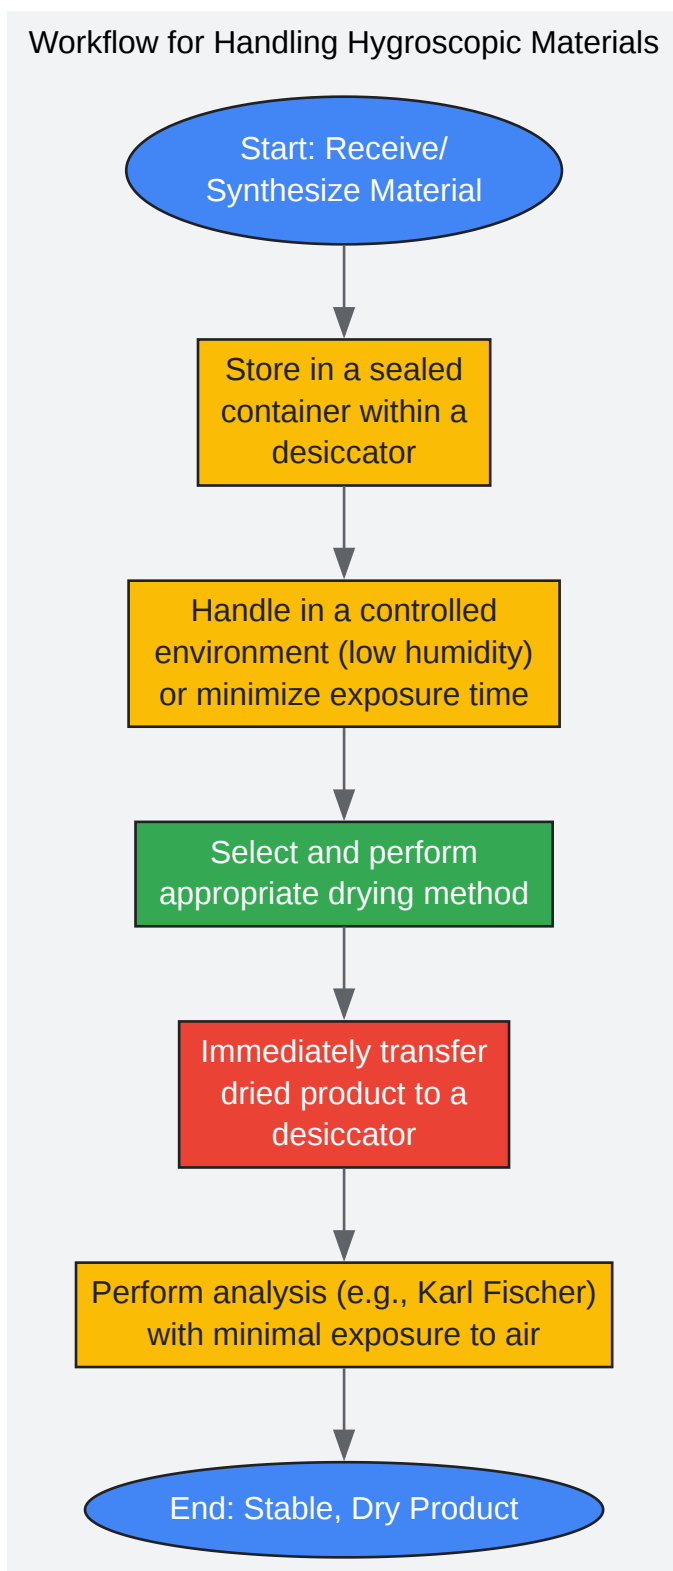 Workflow for Handling Hygroscopic Materials
Start: Receive/
Synthesize Material
Store in a sealed
container within a
desiccator
Handle in a controlled
environment (low humidity)
or minimize exposure time
Select and perform
appropriate drying method
Immediately transfer
dried product to a
desiccator
Perform analysis (e.g., Karl Fischer)
with minimal exposure to air
End: Stable, Dry Product